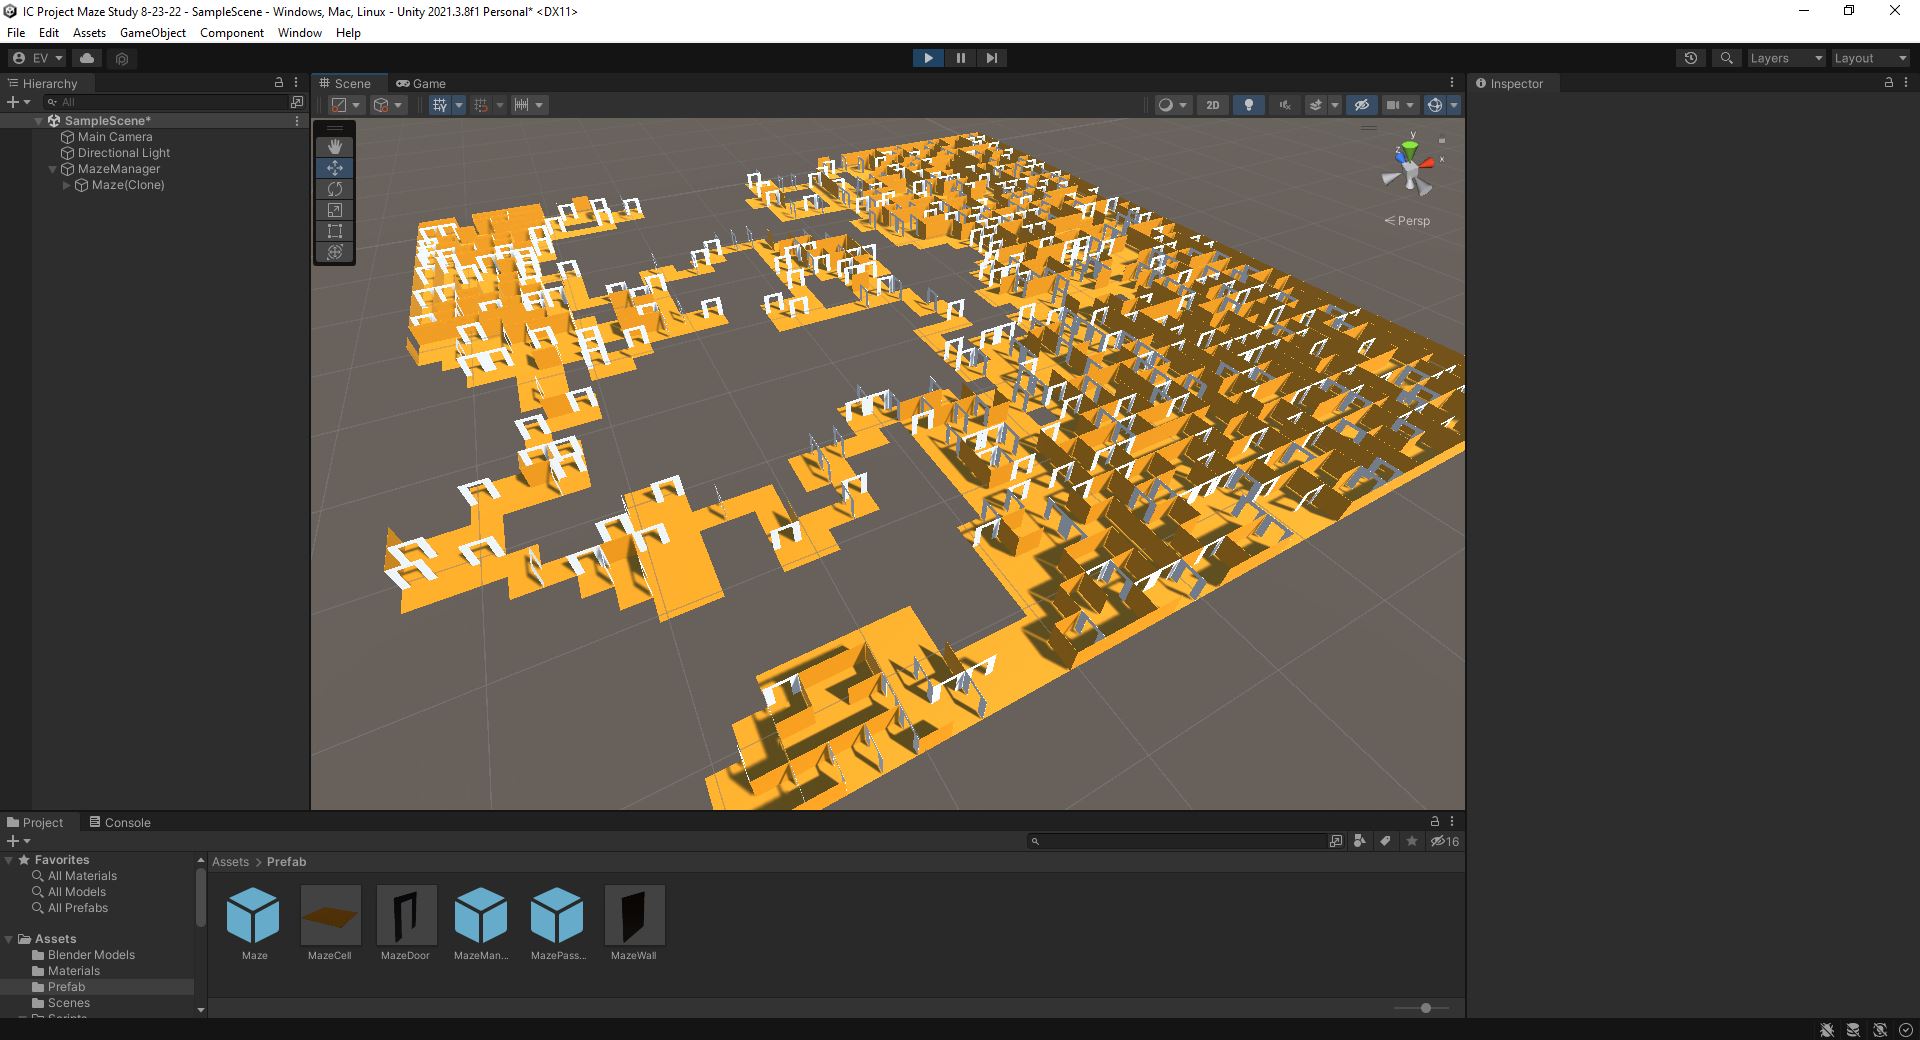 IC Project Maze Study 8-23-22 - SampleScene - Windows, Mac, Linux - Unity 2021.3.8f1 Personal* <DX11>
File Edit Assets GameObject Component Window Help
EV
Layers
Layout
Hierarchy
All
SampleScene*
Main Camera
Directional Light
MazeManager
Maze(Clone)
Scene
Game
2D
y
z
x
Persp
Inspector
Project
Console
16
Favorites
All Materials
All Models
All Prefabs
Assets
Blender Models
Materials
Prefab
Scenes
Scripts
Assets > Prefab
Maze
MazeCell
MazeDoor
MazeMan...
MazePass...
MazeWall